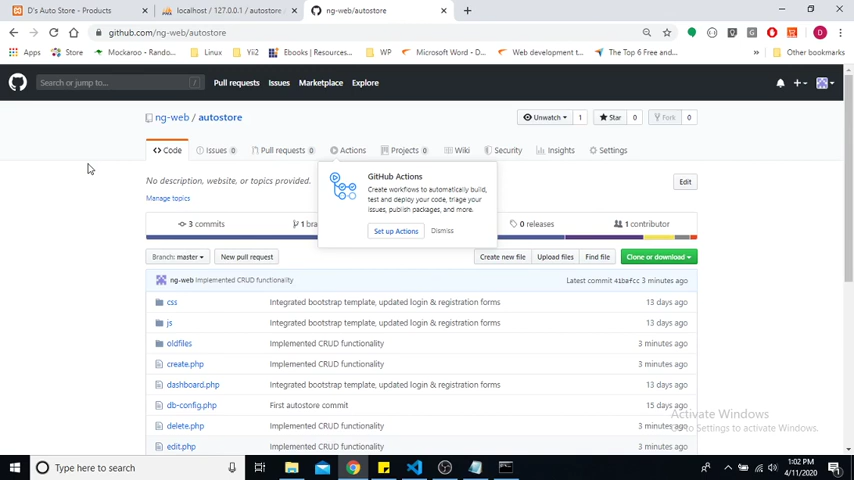 D's Auto Store - Products
localhost / 127.0.0.1 / autostore
ng-web/autostore
github.com/ng-web/autostore
Apps
Store
Mockaroo - Rando...
Linux
Yii2
Ebooks | Resources...
WP
Microsoft Word - D...
Web development t...
The Top 6 Free and...
»
Other bookmarks
Search or jump to...
/
Pull requests
Issues
Marketplace
Explore
ng-web / autostore
Unwatch 1
Star 0
Fork 0
Code
Issues 0
Pull requests 0
Actions
Projects 0
Wiki
Security
Insights
Settings
No description, website, or topics provided.
Edit
Manage topics
GitHub Actions
Create workflows to automatically build,
test and deploy your code, triage your
issues, publish packages, and more.
Set up Actions
Dismiss
3 commits
1 bra
0 releases
1 contributor
Branch: master
New pull request
Create new file
Upload files
Find file
Clone or download
ng-web Implemented CRUD functionality
Latest commit 41bafcc 3 minutes ago
css Integrated bootstrap template, updated login & registration forms 13 days ago
js Integrated bootstrap template, updated login & registration forms 13 days ago
oldfiles Implemented CRUD functionality 3 minutes ago
create.php Implemented CRUD functionality 3 minutes ago
dashboard.php Integrated bootstrap template, updated login & registration forms 13 days ago
db-config.php First autostore commit 15 days ago
delete.php Implemented CRUD functionality 3 minutes ago
edit.php Implemented CRUD functionality 3 minutes ago
Activate Windows
Go to Settings to activate Windows.
Type here to search
1:02 PM
4/11/2020